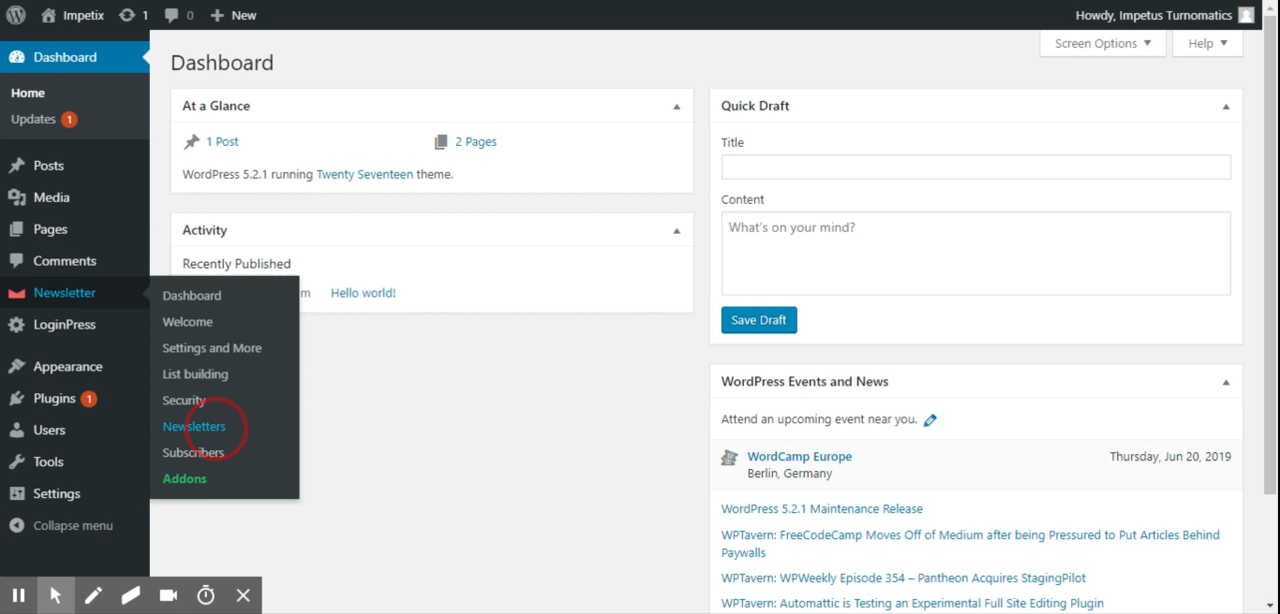 Impetix 1 0 New Howdy, Impetus Turnomatics
Dashboard
Home
Updates 1
Posts
Media
Pages
Comments
Newsletter
LoginPress
Appearance
Plugins 1
Users
Tools
Settings
Collapse menu
Dashboard
Welcome
Settings and More
List building
Security
Newsletters
Subscribers
Addons
Screen Options Help
Dashboard
At a Glance
1 Post 2 Pages
WordPress 5.2.1 running Twenty Seventeen theme.
Activity
Recently Published
m Hello world!
Quick Draft
Title
Content
What's on your mind?
Save Draft
WordPress Events and News
Attend an upcoming event near you.
WordCamp Europe Thursday, Jun 20, 2019
Berlin, Germany
WordPress 5.2.1 Maintenance Release
WPTavern: FreeCodeCamp Moves Off of Medium after being Pressured to Put Articles Behind
Paywalls
WPTavern: WPWeekly Episode 354 – Pantheon Acquires StagingPilot
WPTavern: Automattic is Testing an Experimental Full Site Editing Plugin